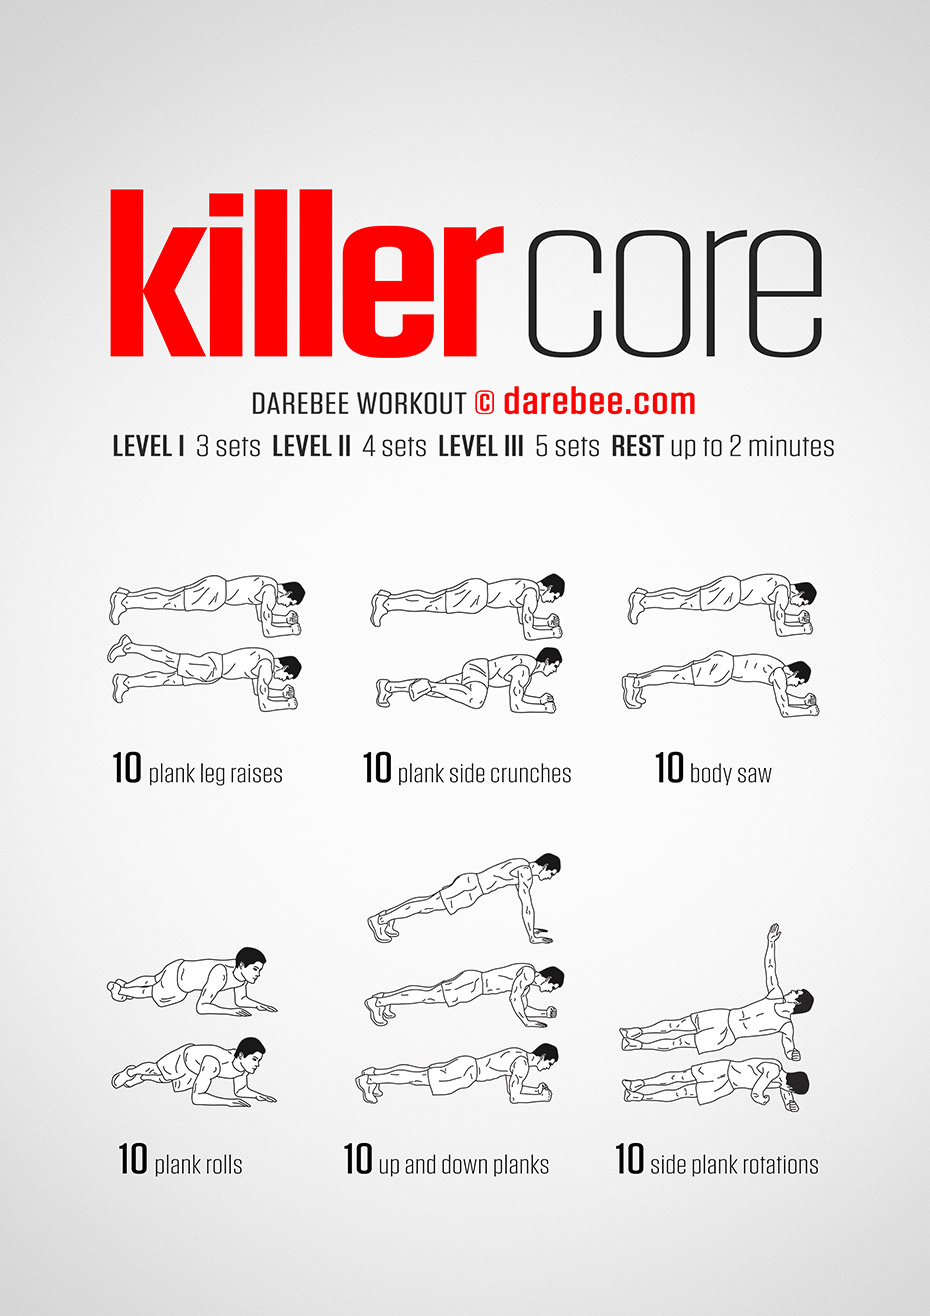 killer core
DAREBEE WORKOUT © darebee.com
LEVEL I 3 sets LEVEL II 4 sets LEVEL III 5 sets REST up to 2 minutes
10 plank leg raises
10 plank side crunches
10 body saw
10 plank rolls
10 up and down planks
10 side plank rotations